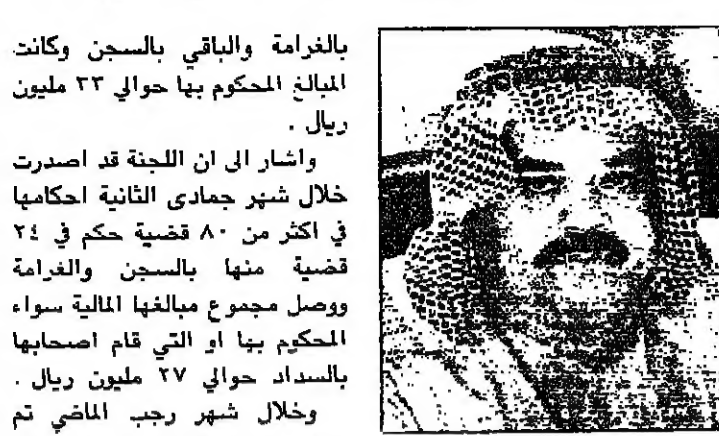 بالغرامة والباقي بالسجن وكانت
المبالغ المحكوم بها حوالي ٢٣ مليون
ريال .
واشار الى ان اللجنة قد اصدرت
خلال شهر جمادى الثانية احكامها
في اكثر من ٨٠ قضية حكم في ٢٤
قضية منها بالسجن والغرامة
ووصل مجموع مبالغها المالية سواء
المحكوم بها او التي قام اصحابها
بالسداد حوالي ٢٧ مليون ريال .
وخلال شهر رجب الماضي تم